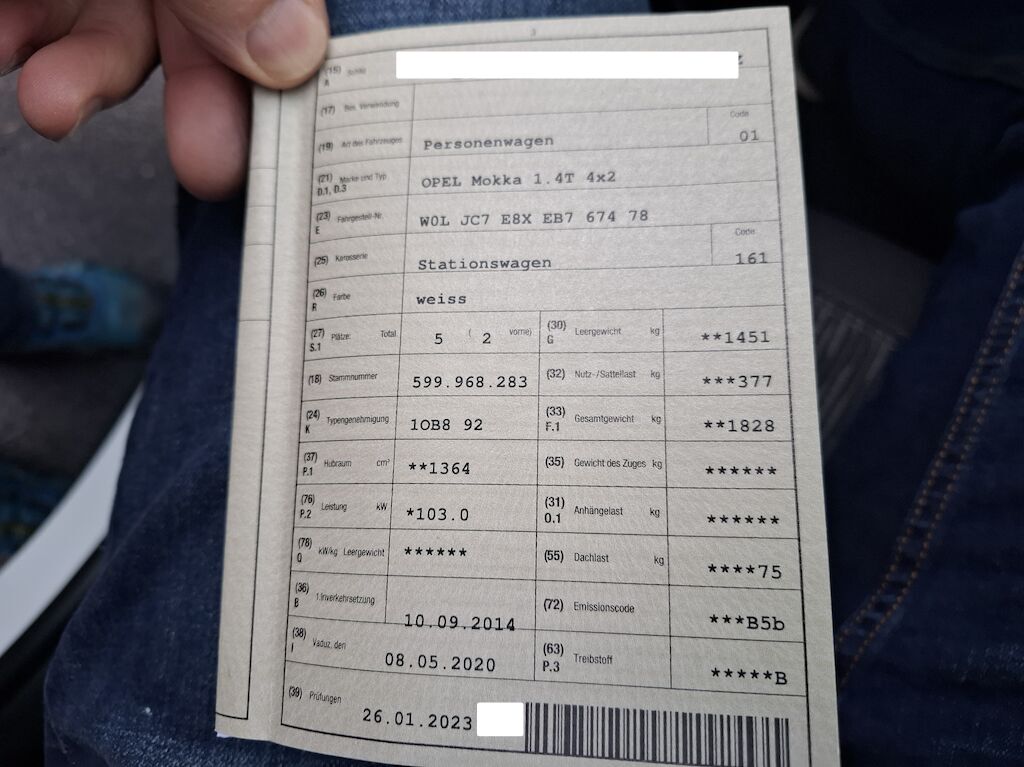 3
(15) Schild
A
(17) Bes. Verwendung
(19) Art des Fahrzeuges Personenwagen Code 01
(21) Marke und Typ OPEL Mokka 1.4T 4x2
D.1, D.3
(23) Fahrgestell-Nr. W0L JC7 E8X EB7 674 78
E
(25) Karosserie Stationswagen Code 161
(26) Farbe weiss
R
(27) Plätze: Total 5 ( 2 vorne) (30) Leergewicht kg **1451
S.1 G
(18) Stammnummer 599.968.283 (32) Nutz-/Sattellast kg ***377
(24) Typengenehmigung 1OB8 92 (33) Gesamtgewicht kg **1828
K F.1
(37) Hubraum cm³ **1364 (35) Gewicht des Zuges kg ******
P.1
(76) Leistung kW *103.0 (31) Anhängelast kg ******
P.2 O.1
(78) kW/kg Leergewicht ****** (55) Dachlast kg ****75
Q
(36) 1.Inverkehrsetzung 10.09.2014 (72) Emissionscode ***B5b
B
(38) Vaduz, den 08.05.2020 (63) Treibstoff *****B
I P.3
(39) Prüfungen 26.01.2023